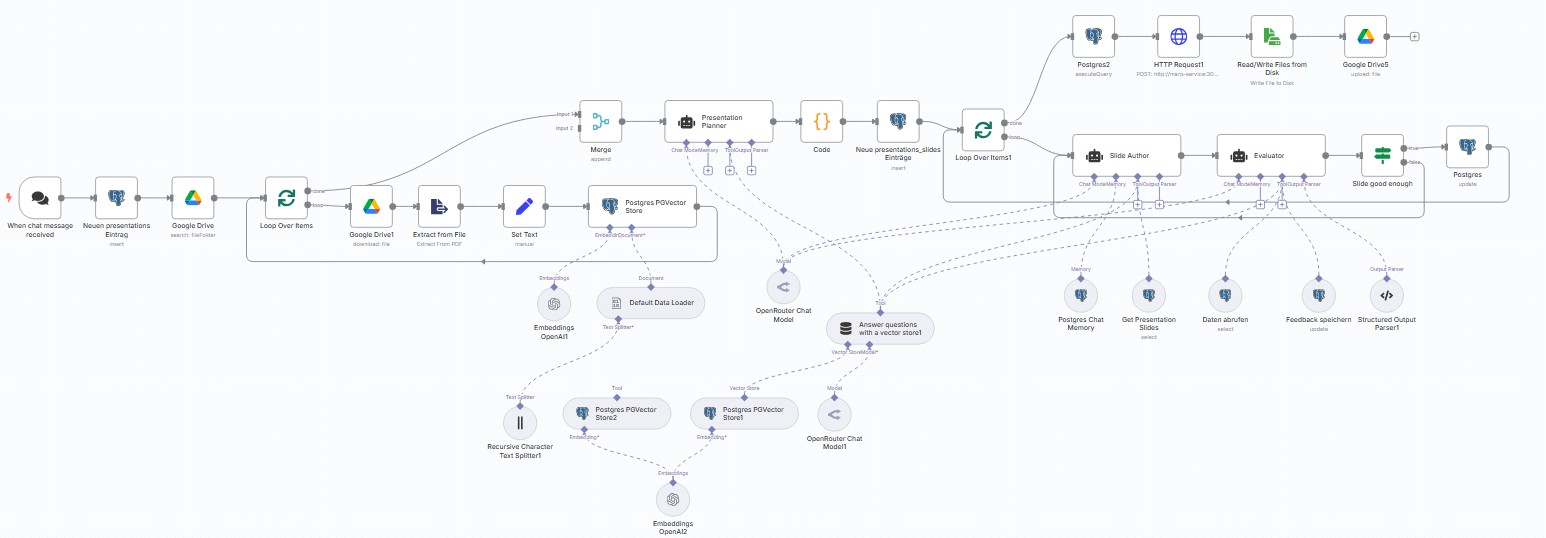 Postgres2
executeQuery
HTTP Request1
POST: http://marp-service:30...
Read/Write Files from
Disk
Write File to Disk
Google Drive5
upload: file
done
loop
Input 1
Input 2
Merge
append
Presentation
Planner
Chat Model
Memory
Tool
Output Parser
Code
Neue presentations_slides
Einträge
insert
Loop Over Items1
Slide Author
Chat Model
Memory
Tool
Output Parser
Evaluator
Chat Model
Memory
Tool
Output Parser
true
false
Slide good enough
Postgres
update
When chat message
received
Neuen presentations
Eintrag
insert
Google Drive
search: fileFolder
done
loop
Loop Over Items
Google Drive1
download: file
Extract from File
Extract From PDF
Set Text
manual
Postgres PGVector
Store
Document*
Embeddings
Embeddings
OpenAI1
Document
Default Data Loader
Text Splitter*
Model
OpenRouter Chat
Model
Tool
Answer questions
with a vector store1
Vector Store
Model*
Memory
Postgres Chat
Memory
Get Presentation
Slides
select
Daten abrufen
select
Feedback speichern
update
Output Parser
Structured Output
Parser1
Text Splitter
Recursive Character
Text Splitter1
Tool
Postgres PGVector
Store2
Embedding*
Vector Store
Postgres PGVector
Store1
Embedding*
Model
OpenRouter Chat
Model1
Embeddings
Embeddings
OpenAI2